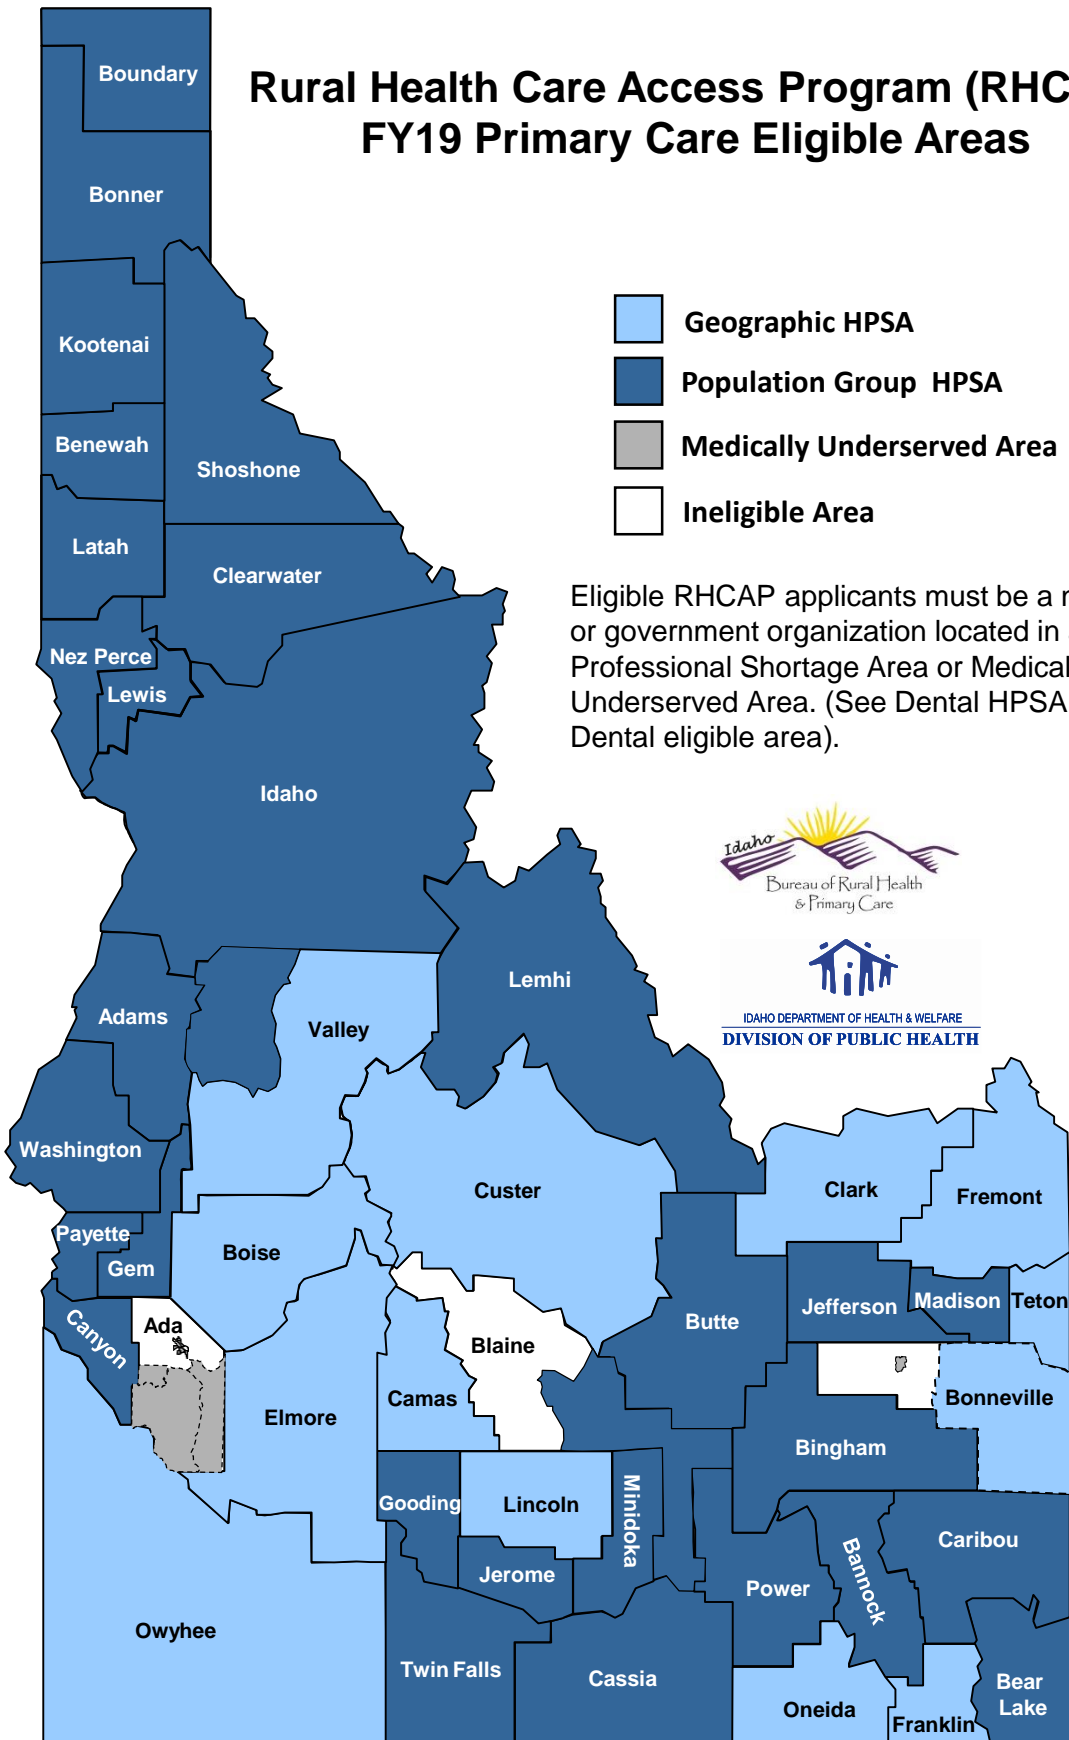 Rural Health Care Access Program (RHC
FY19 Primary Care Eligible Areas
Geographic HPSA
Population Group HPSA
Medically Underserved Area
Ineligible Area
Eligible RHCAP applicants must be a
or government organization located in
Professional Shortage Area or Medical
Underserved Area. (See Dental HPSA
Dental eligible area).
Idaho
Bureau of Rural Health
& Primary Care
IDAHO DEPARTMENT OF HEALTH & WELFARE
DIVISION OF PUBLIC HEALTH
Boundary
Bonner
Kootenai
Benewah
Shoshone
Latah
Clearwater
Nez Perce
Lewis
Idaho
Lemhi
Adams
Valley
Washington
Custer
Clark
Fremont
Payette
Boise
Gem
Canyon
Ada
Blaine
Butte
Jefferson
Madison
Teton
Camas
Elmore
Bonneville
Bingham
Gooding
Lincoln
Minidoka
Jerome
Power
Bannock
Caribou
Owyhee
Twin Falls
Cassia
Oneida
Franklin
Bear
Lake